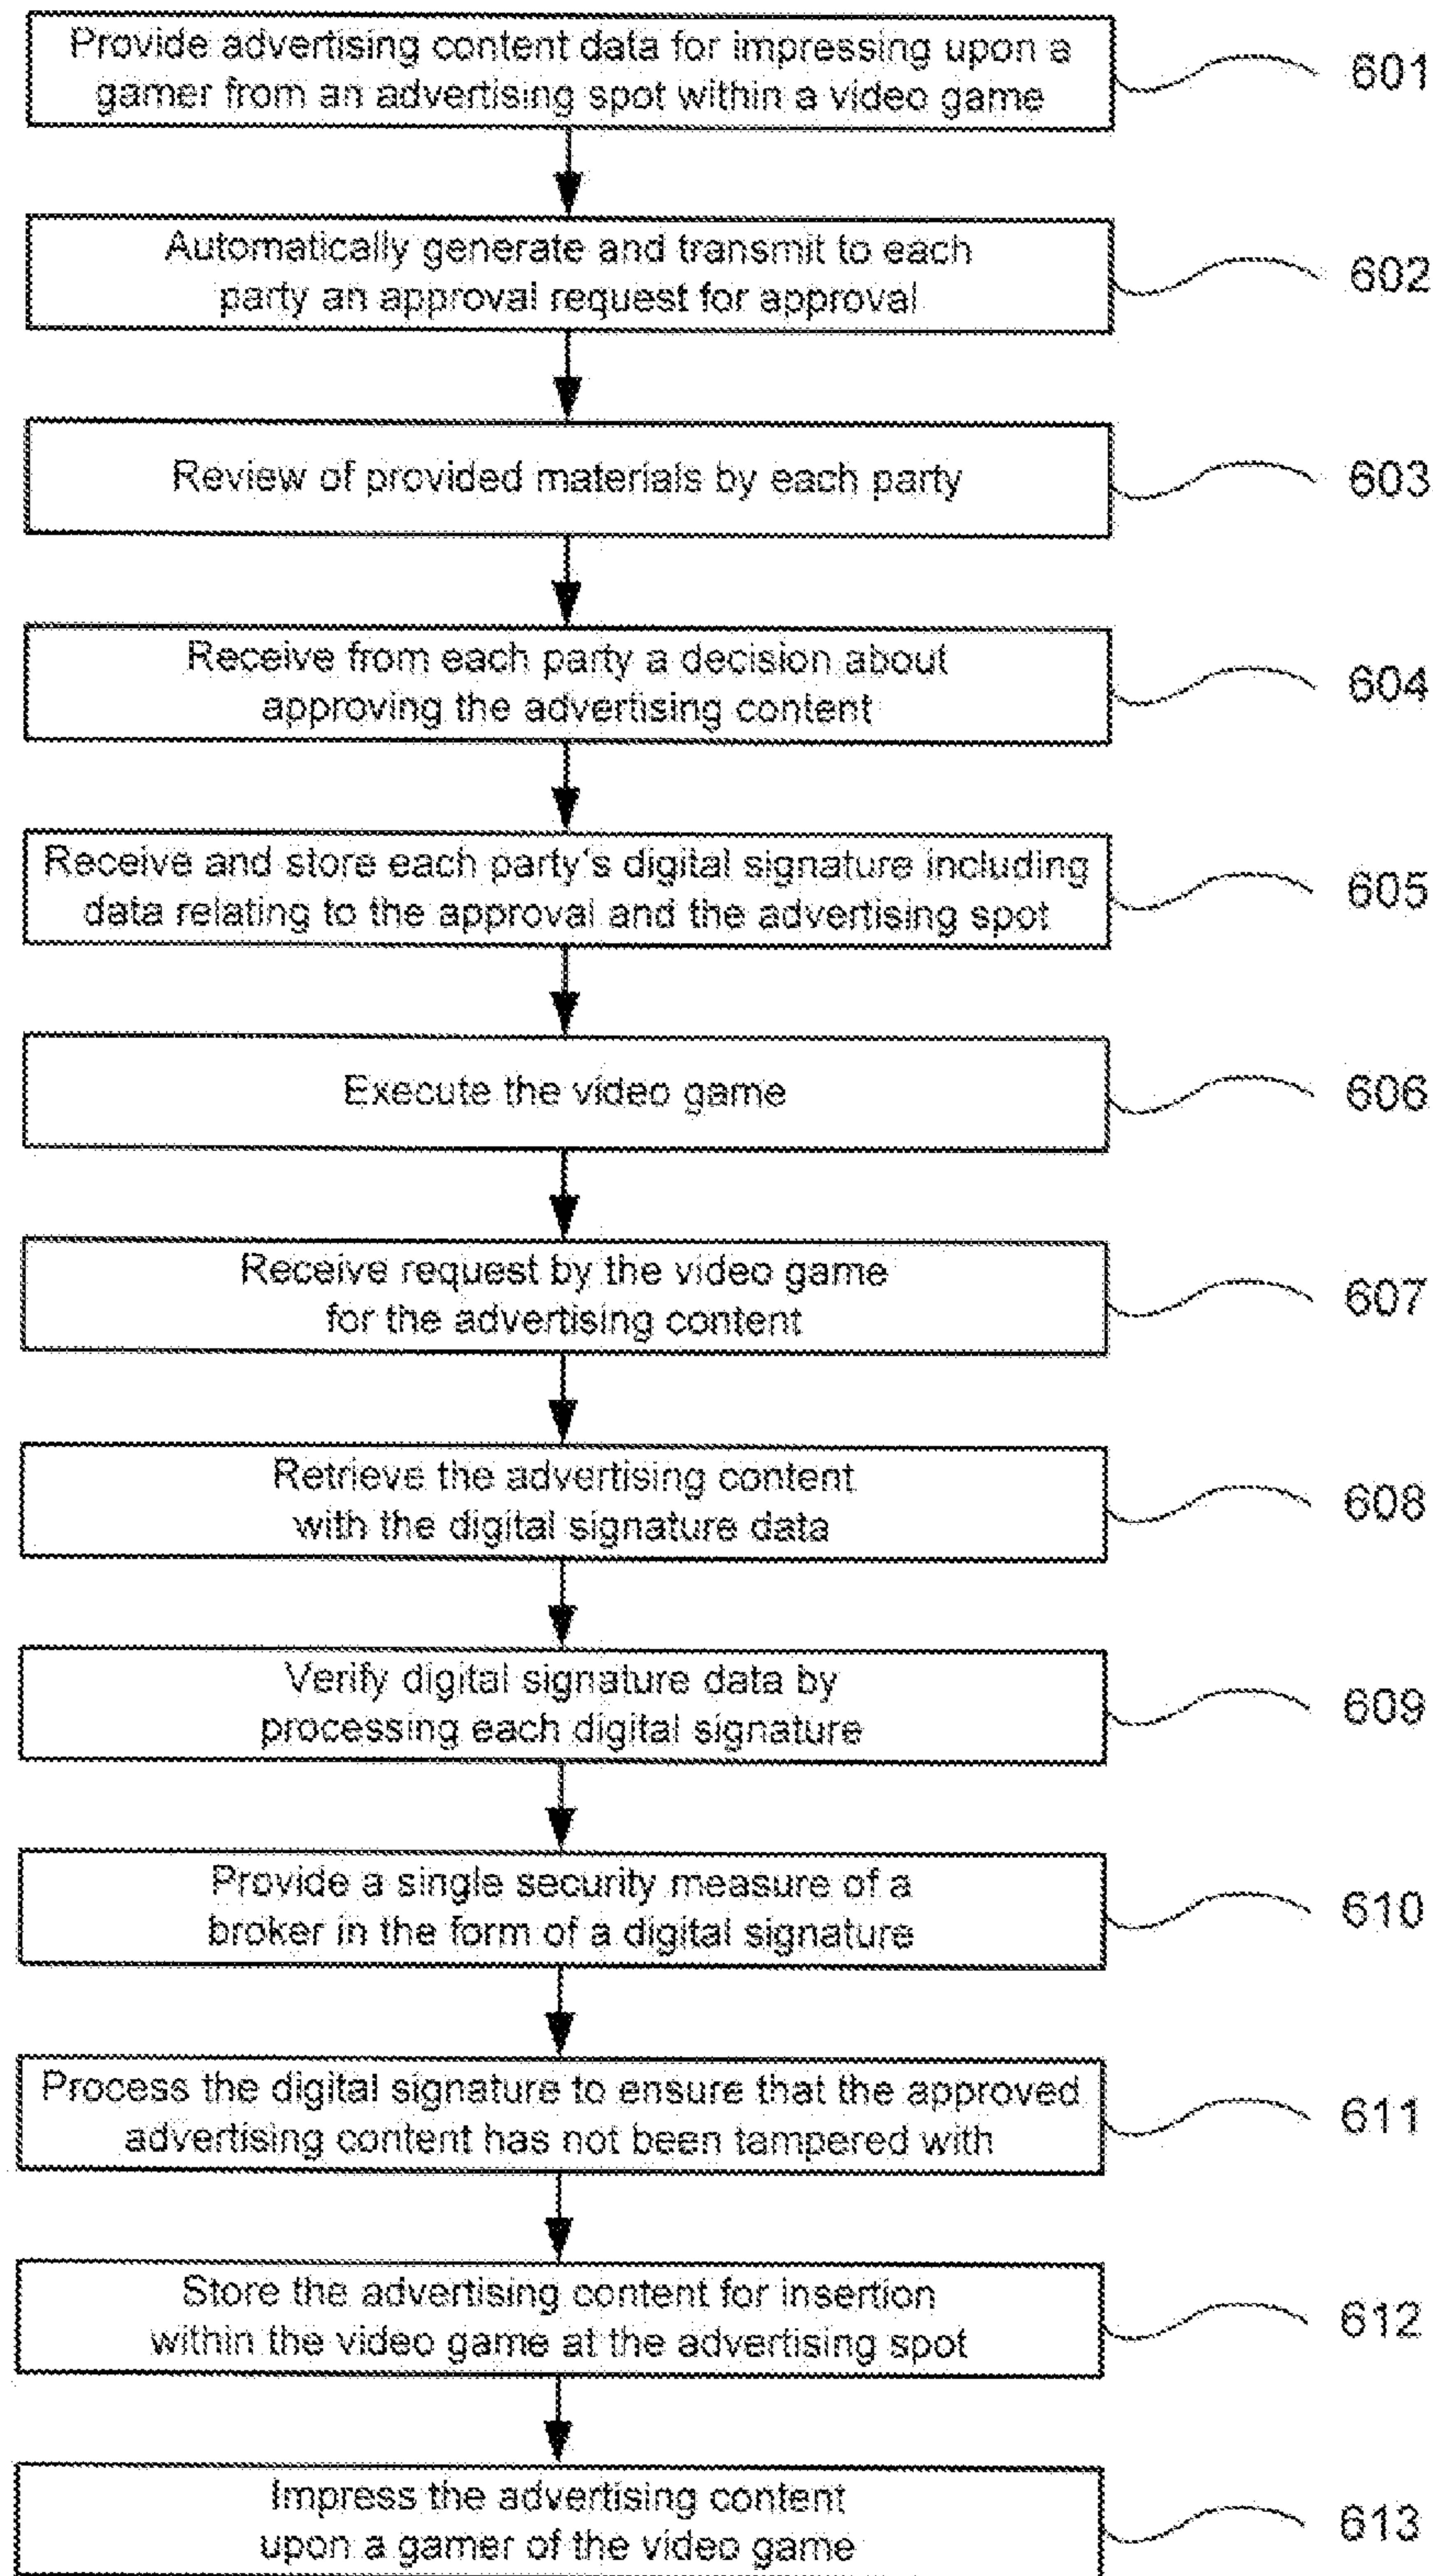 Provide advertising content data for impressing upon a
gamer from an advertising spot within a video game
601
Automatically generate and transmit to each
party an approval request for approval
602
Review of provided materials by each party
603
Receive from each party a decision about
approving the advertising content
604
Receive and store each party's digital signature including
data relating to the approval and the advertising spot
605
Execute the video game
606
Receive request by the video game
for the advertising content
607
Retrieve the advertising content
with the digital signature data
608
Verify digital signature data by
processing each digital signature
609
Provide a single security measure of a
broker in the form of a digital signature
610
Process the digital signature to ensure that the approved
advertising content has not been tampered with
611
Store the advertising content for insertion
within the video game at the advertising spot
612
Impress the advertising content
upon a gamer of the video game
613